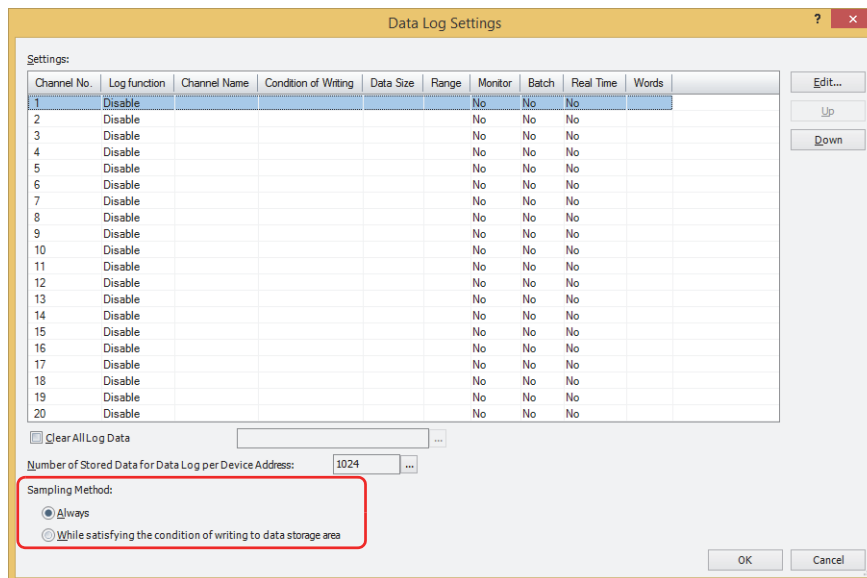 Data Log Settings ? ×
Settings:
Channel No. Log function Channel Name Condition of Writing Data Size Range Monitor Batch Real Time Words
Edit...
1 Disable No No No
Up
2 Disable No No No
3 Disable No No No
Down
4 Disable No No No
5 Disable No No No
6 Disable No No No
7 Disable No No No
8 Disable No No No
9 Disable No No No
10 Disable No No No
11 Disable No No No
12 Disable No No No
13 Disable No No No
14 Disable No No No
15 Disable No No No
16 Disable No No No
17 Disable No No No
18 Disable No No No
19 Disable No No No
20 Disable No No No
Clear All Log Data ...
Number of Stored Data for Data Log per Device Address: 1024 ...
Sampling Method:
Always
While satisfying the condition of writing to data storage area
OK Cancel